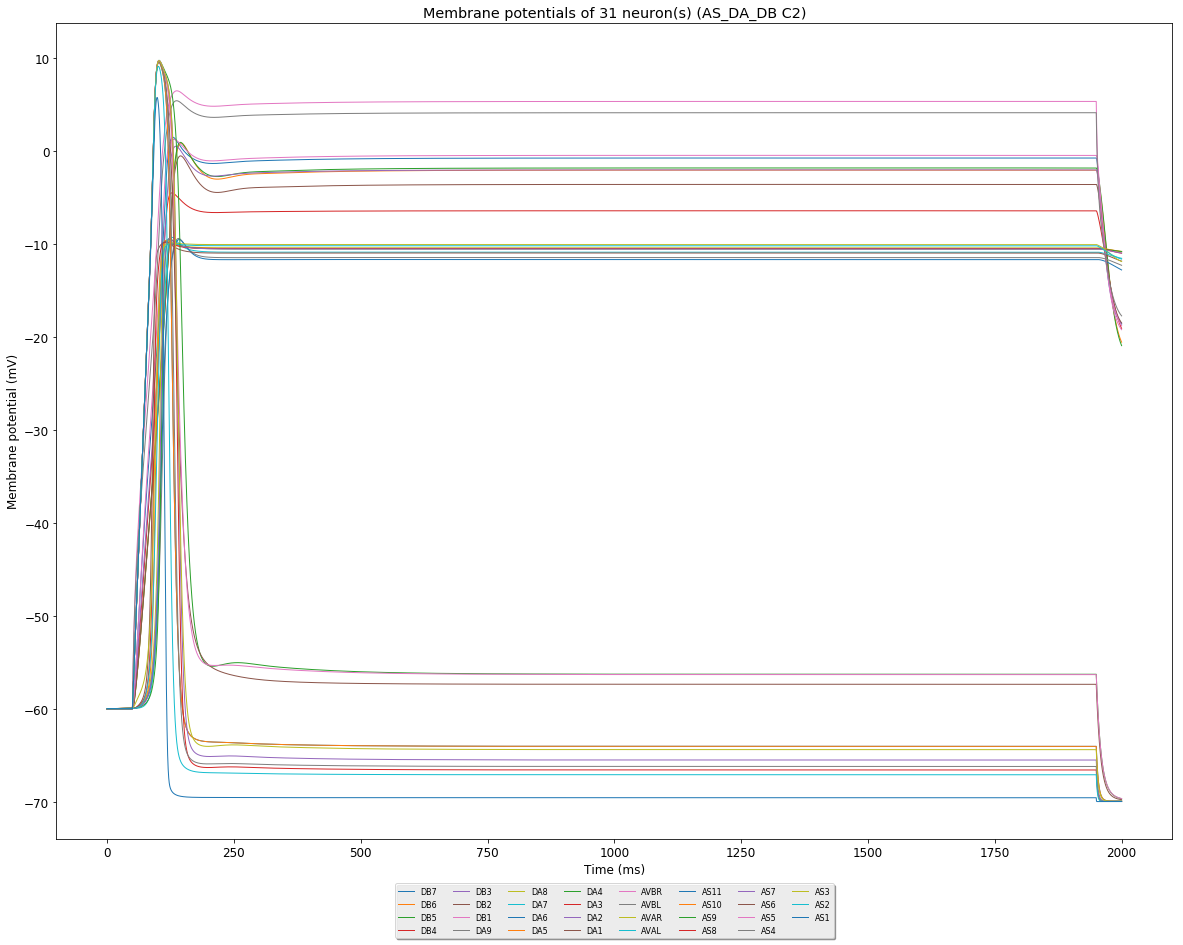 Membrane potentials of 31 neuron(s) (AS_DA_DB C2)
10
0
−10
−20
−30
−40
−50
−60
−70
Membrane potential (mV)
0 250 500 750 1000 1250 1500 1750 2000
Time (ms)
DB7 DB3 DA8 DA4 AVBR AS11 AS7 AS3
DB6 DB2 DA7 DA3 AVBL AS10 AS6 AS2
DB5 DB1 DA6 DA2 AVAR AS9 AS5 AS1
DB4 DA9 DA5 DA1 AVAL AS8 AS4